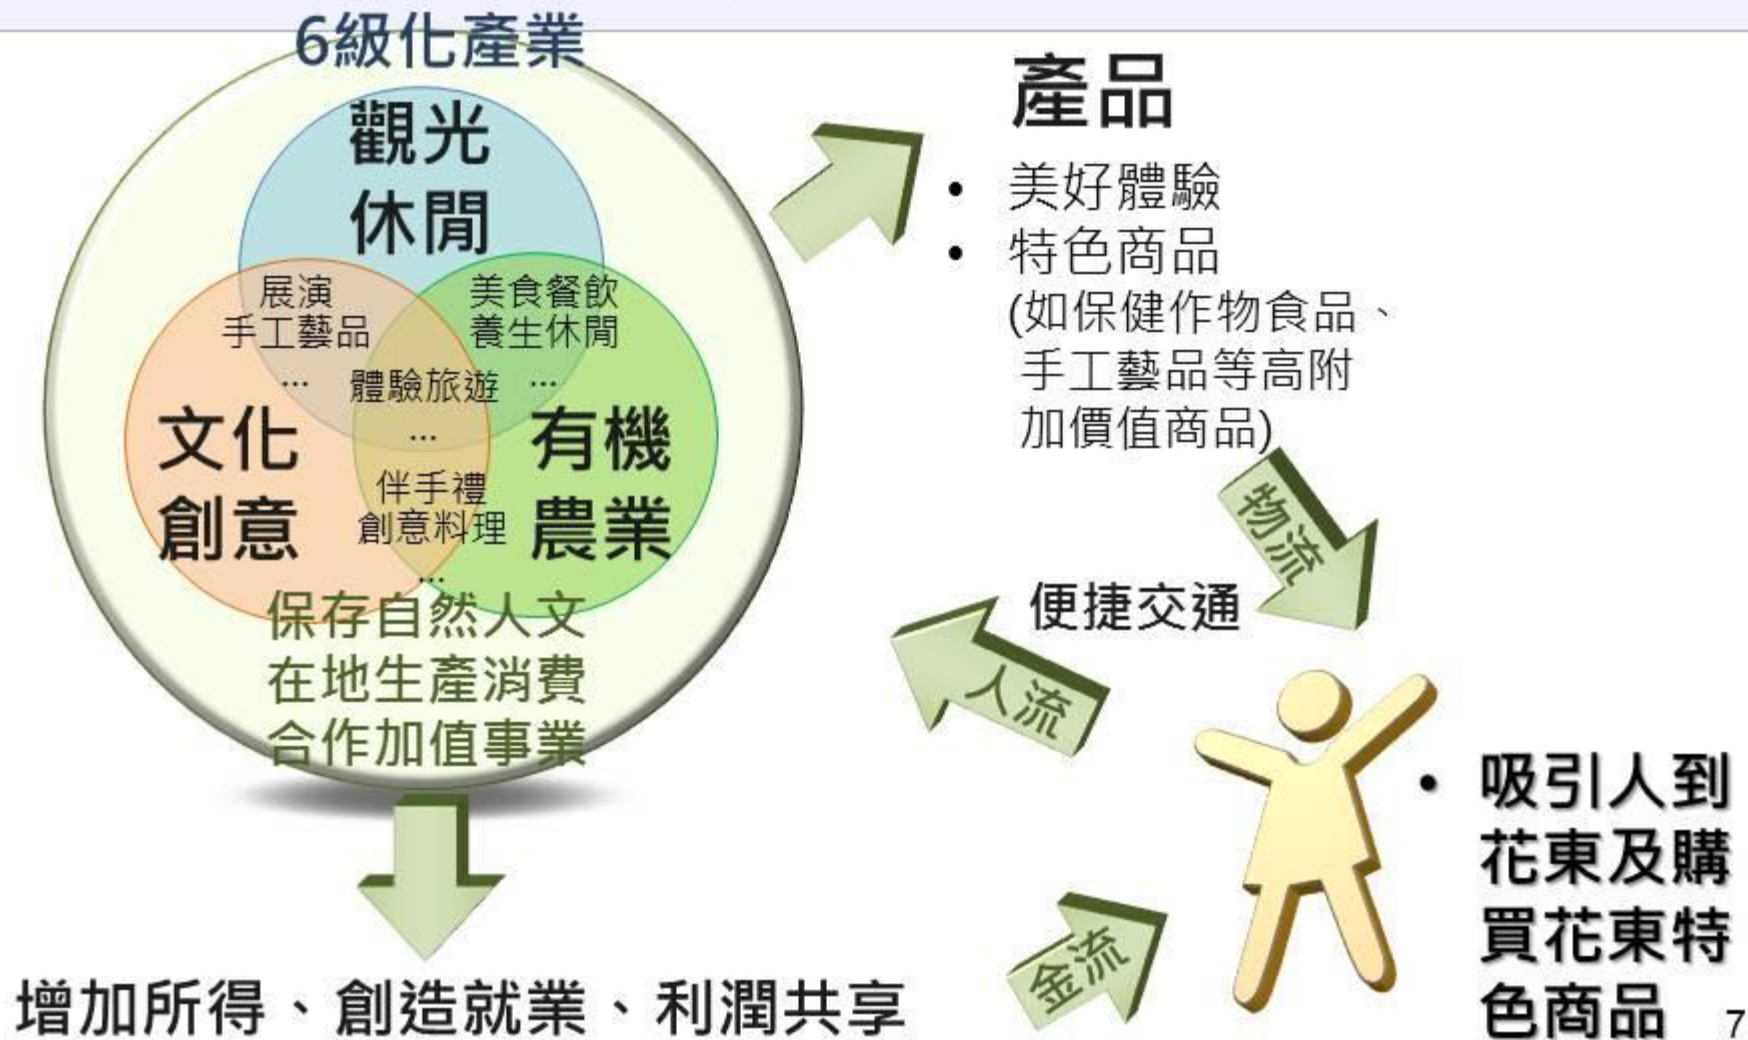 6級化產業
觀光
休閒
展演
手工藝品
...
美食餐飲
養生休閒
...
體驗旅遊
...
文化
創意
有機
農業
伴手禮
創意料理
...
保存自然人文
在地生產消費
合作加值事業
增加所得、創造就業、利潤共享
產品
• 美好體驗
• 特色商品
(如保健作物食品、
手工藝品等高附
加價值商品)
物流
便捷交通
人流
金流
• 吸引人到
花東及購
買花東特
色商品
7